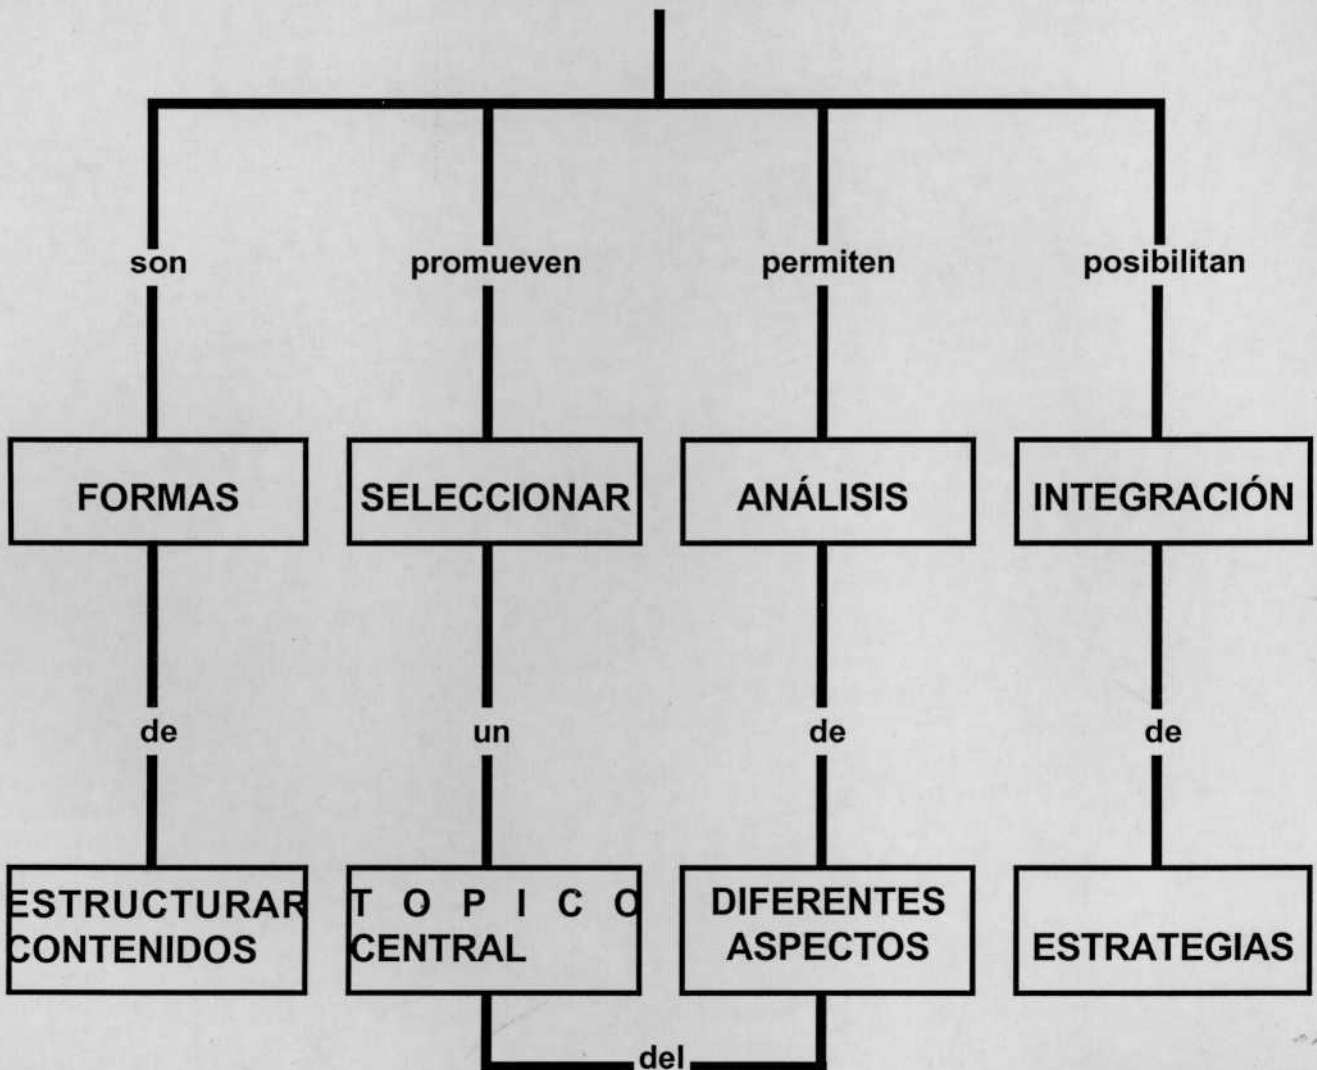 son
promueven
permiten
posibilitan
FORMAS
SELECCIONAR
ANÁLISIS
INTEGRACIÓN
de
un
de
de
ESTRUCTURAR
CONTENIDOS
TOPICO
CENTRAL
DIFERENTES
ASPECTOS
ESTRATEGIAS
del